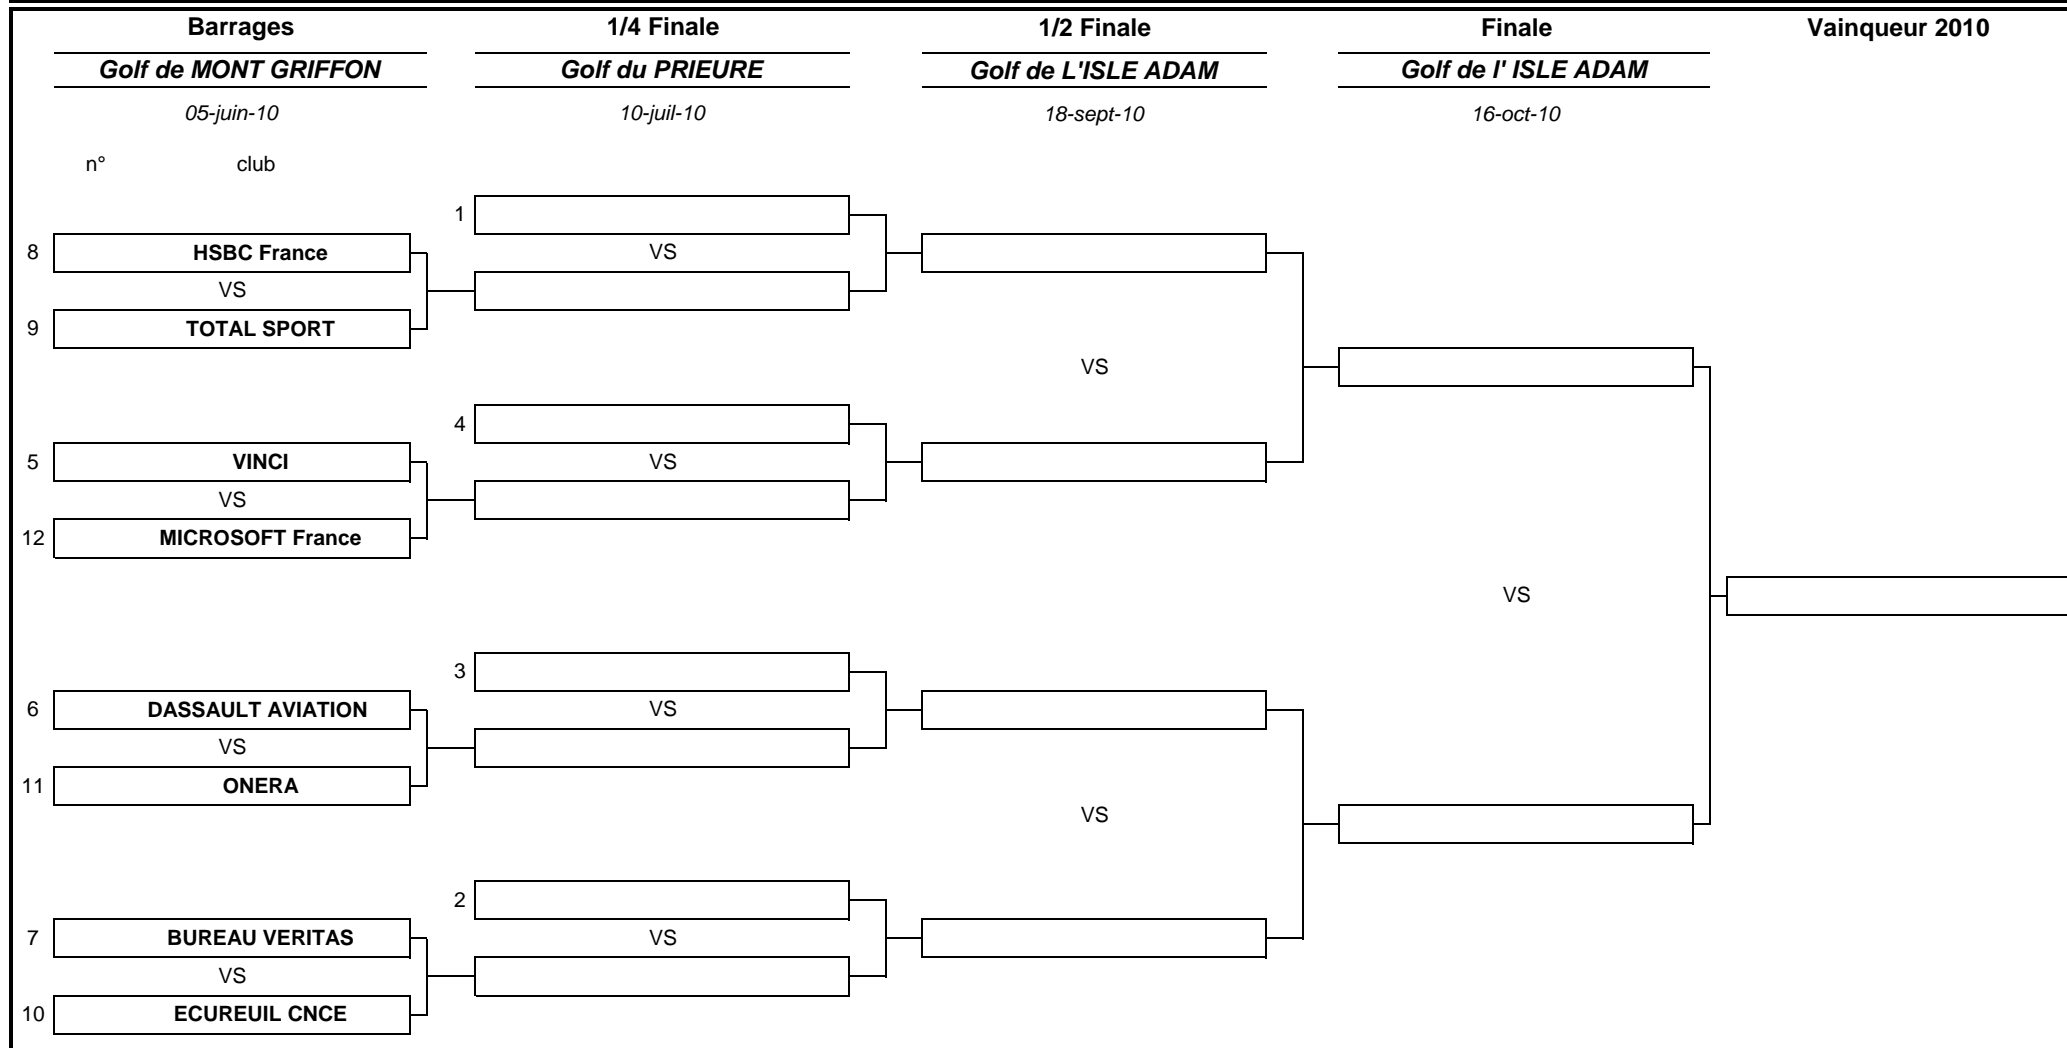 Barrages 1/4 Finale 1/2 Finale Finale Vainqueur 2010
Golf de MONT GRIFFON Golf du PRIEURE Golf de L'ISLE ADAM Golf de l' ISLE ADAM
05-juin-10 10-juil-10 18-sept-10 16-oct-10
n° club
1
8 HSBC France VS
VS
9 TOTAL SPORT
VS
4
5 VINCI VS
VS
12 MICROSOFT France
VS
3
6 DASSAULT AVIATION VS
VS
11 ONERA
VS
2
7 BUREAU VERITAS VS
VS
10 ECUREUIL CNCE